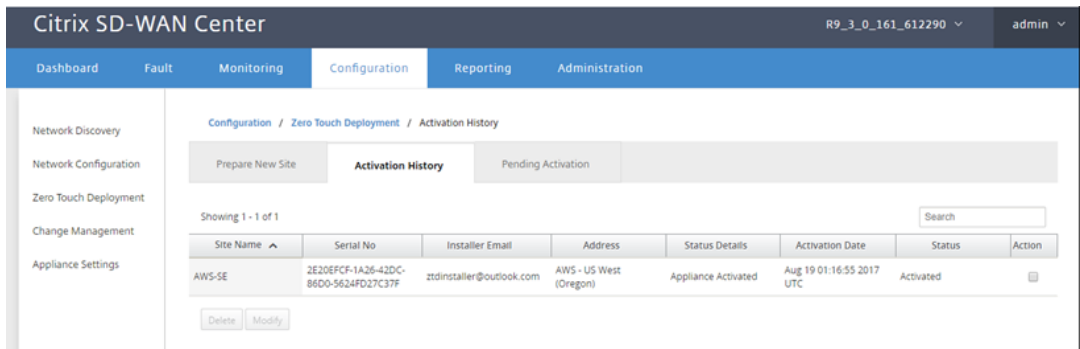 Citrix SD-WAN Center
R9_3_0_161_612290
admin
Dashboard Fault Monitoring Configuration Reporting Administration
Network Discovery
Network Configuration
Zero Touch Deployment
Change Management
Appliance Settings
Configuration / Zero Touch Deployment / Activation History
Prepare New Site Activation History Pending Activation
Showing 1 - 1 of 1
Search
Site Name Serial No Installer Email Address Status Details Activation Date Status Action
AWS-SE
2E20EFCF-1A26-42DC-
86D0-5624FD27C37F
ztdinstaller@outlook.com
AWS - US West
(Oregon)
Appliance Activated
Aug 19 01:16:55 2017
UTC
Activated
Delete Modify